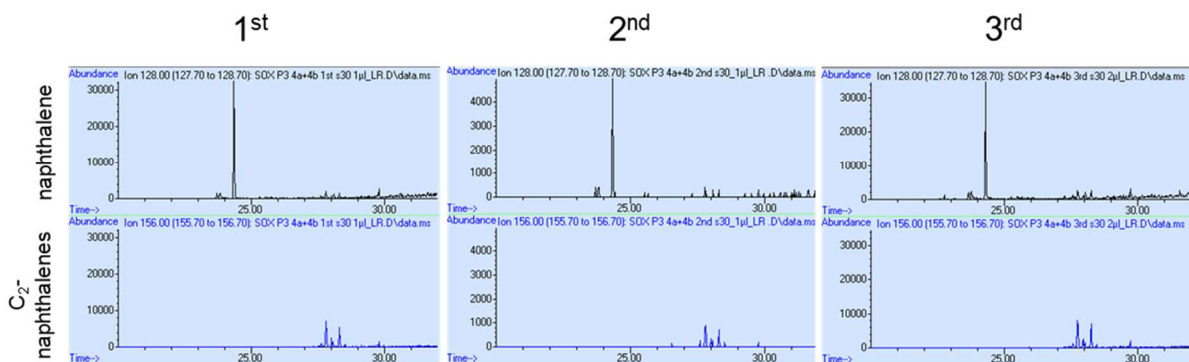 1st 2nd 3rd
naphthalene
Abundance Ion 128.00 (127.70 to 128.70): SOX P3 4a+4b 1st s30 1µl_LR.D\data.ms
30000
20000
10000
0
Time--> 25.00 30.00
Abundance Ion 128.00 (127.70 to 128.70): SOX P3 4a+4b 2nd s30_1µl_LR .D\data.ms
4000
3000
2000
1000
0
Time--> 25.00 30.00
Abundance Ion 128.00 (127.70 to 128.70): SOX P3 4a+4b 3rd s30 2µl_LR.D\data.ms
30000
20000
10000
0
Time--> 25.00 30.00
C2-
naphthalenes
Abundance Ion 156.00 (155.70 to 156.70): SOX P3 4a+4b 1st s30 1µl_LR.D\data.ms
30000
20000
10000
0
Time--> 25.00 30.00
Abundance Ion 156.00 (155.70 to 156.70): SOX P3 4a+4b 2nd s30_1µl_LR .D\data.ms
4000
3000
2000
1000
0
Time--> 25.00 30.00
Abundance Ion 156.00 (155.70 to 156.70): SOX P3 4a+4b 3rd s30 2µl_LR.D\data.ms
30000
20000
10000
0
Time--> 25.00 30.00